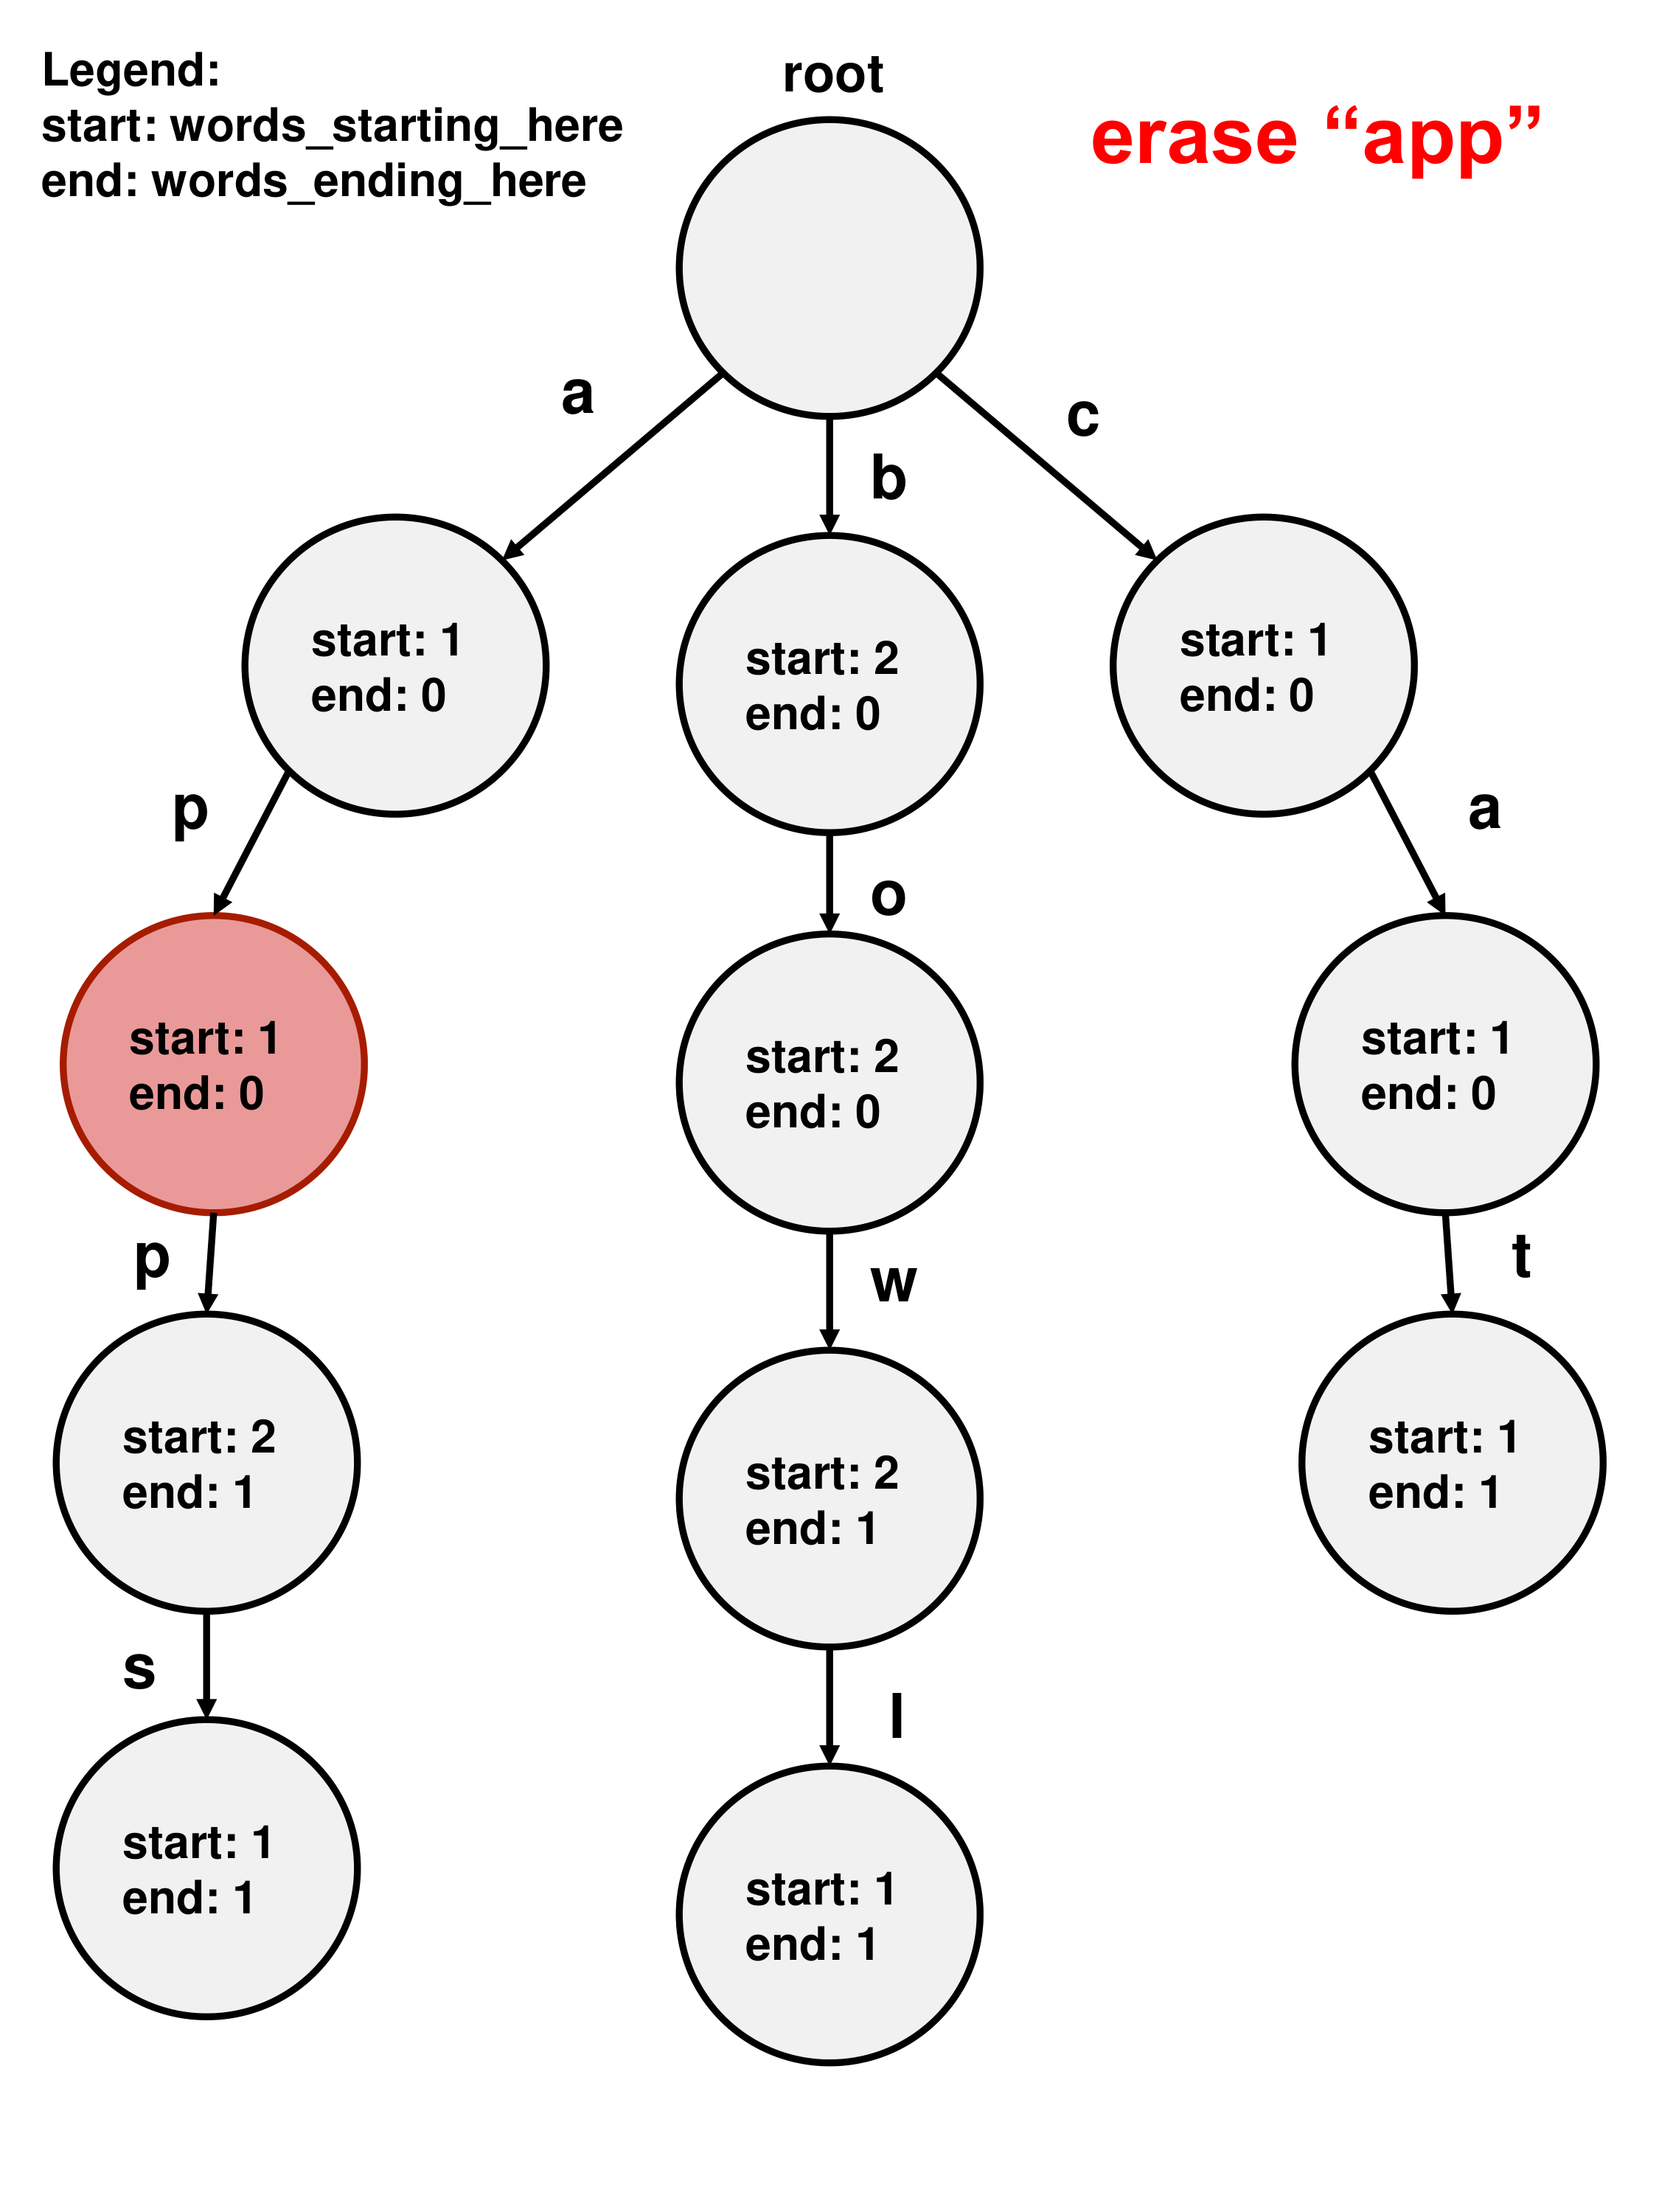 Legend:
start: words_starting_here
end: words_ending_here
root
erase “app”
a
b
c
start: 1
end: 0
start: 2
end: 0
start: 1
end: 0
p
o
a
start: 1
end: 0
start: 2
end: 0
start: 1
end: 0
p
w
t
start: 2
end: 1
start: 2
end: 1
start: 1
end: 1
s
l
start: 1
end: 1
start: 1
end: 1